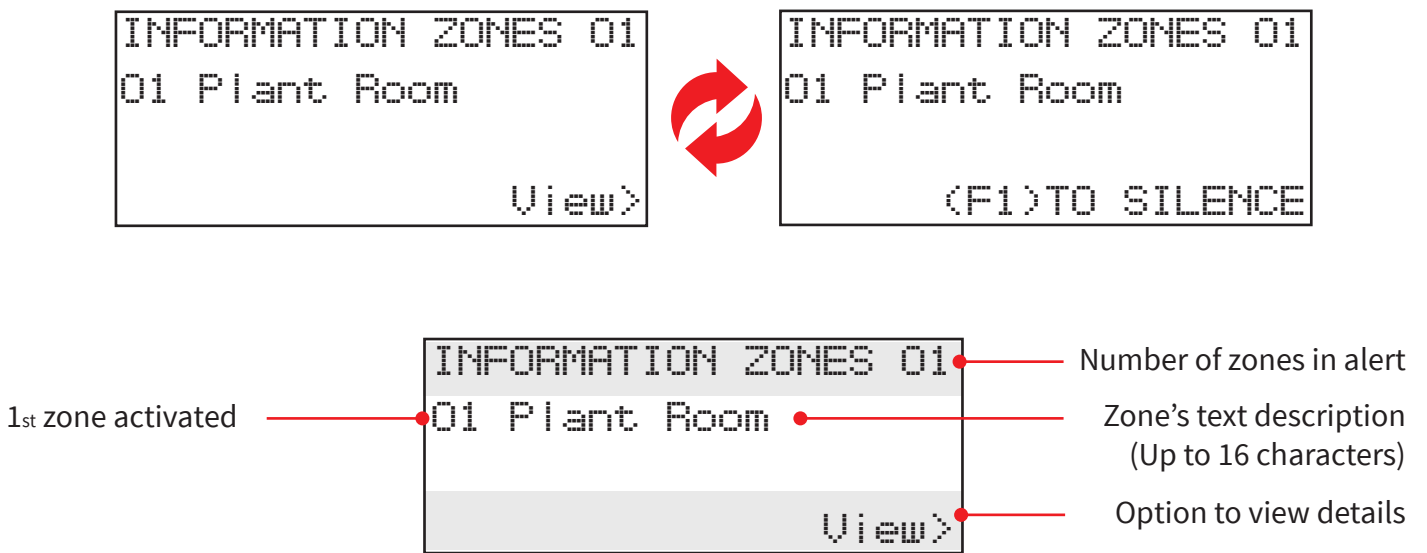 INFORMATION ZONES 01
01 Plant Room
View>
INFORMATION ZONES 01
01 Plant Room
(F1)TO SILENCE
INFORMATION ZONES 01
Number of zones in alert
1st zone activated
01 Plant Room
Zone’s text description
(Up to 16 characters)
View>
Option to view details